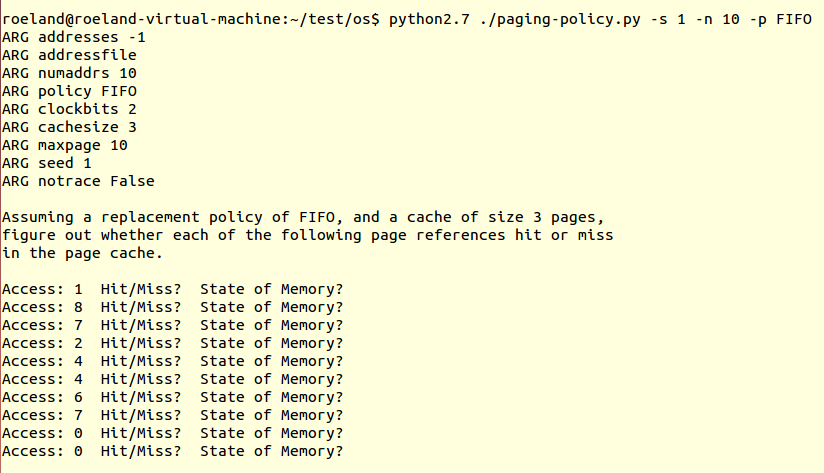 roeland@roeland-virtual-machine:~/test/os$ python2.7 ./paging-policy.py -s 1 -n 10 -p FIFO
ARG addresses -1
ARG addressfile
ARG numaddrs 10
ARG policy FIFO
ARG clockbits 2
ARG cachesize 3
ARG maxpage 10
ARG seed 1
ARG notrace False
Assuming a replacement policy of FIFO, and a cache of size 3 pages,
figure out whether each of the following page references hit or miss
in the page cache.
Access: 1  Hit/Miss?  State of Memory?
Access: 8  Hit/Miss?  State of Memory?
Access: 7  Hit/Miss?  State of Memory?
Access: 2  Hit/Miss?  State of Memory?
Access: 4  Hit/Miss?  State of Memory?
Access: 4  Hit/Miss?  State of Memory?
Access: 6  Hit/Miss?  State of Memory?
Access: 7  Hit/Miss?  State of Memory?
Access: 0  Hit/Miss?  State of Memory?
Access: 0  Hit/Miss?  State of Memory?